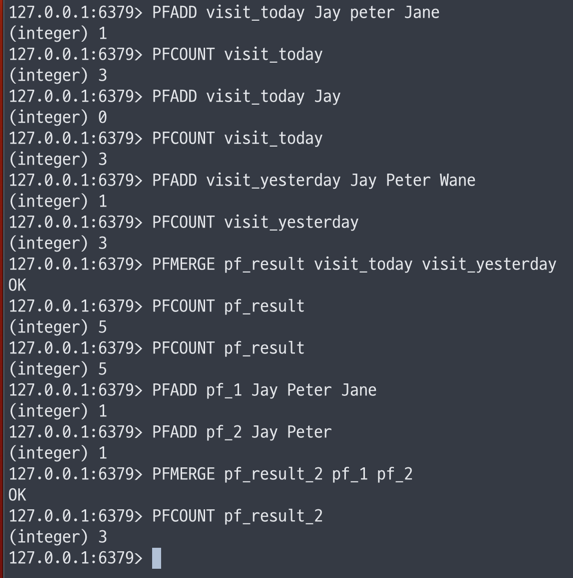 127.0.0.1:6379> PFADD visit_today Jay peter Jane
(integer) 1
127.0.0.1:6379> PFCOUNT visit_today
(integer) 3
127.0.0.1:6379> PFADD visit_today Jay
(integer) 0
127.0.0.1:6379> PFCOUNT visit_today
(integer) 3
127.0.0.1:6379> PFADD visit_yesterday Jay Peter Wane
(integer) 1
127.0.0.1:6379> PFCOUNT visit_yesterday
(integer) 3
127.0.0.1:6379> PFMERGE pf_result visit_today visit_yesterday
OK
127.0.0.1:6379> PFCOUNT pf_result
(integer) 5
127.0.0.1:6379> PFCOUNT pf_result
(integer) 5
127.0.0.1:6379> PFADD pf_1 Jay Peter Jane
(integer) 1
127.0.0.1:6379> PFADD pf_2 Jay Peter
(integer) 1
127.0.0.1:6379> PFMERGE pf_result_2 pf_1 pf_2
OK
127.0.0.1:6379> PFCOUNT pf_result_2
(integer) 3
127.0.0.1:6379>